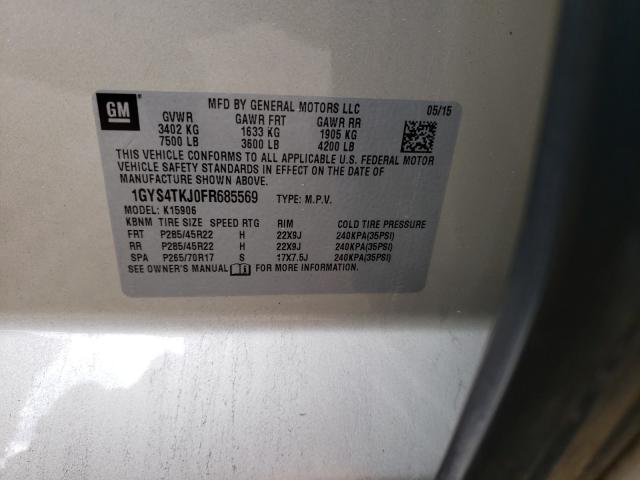 GM
MFD BY GENERAL MOTORS LLC 05/15
GVWR GAWR FRT GAWR RR
3402 KG 1633 KG 1905 KG
7500 LB 3600 LB 4200 LB
THIS VEHICLE CONFORMS TO ALL APPLICABLE U.S. FEDERAL MOTOR
VEHICLE SAFETY STANDARDS IN EFFECT ON THE DATE OF
MANUFACTURE SHOWN ABOVE.
1GYS4TKJ0FR685569 TYPE: M.P.V.
MODEL: K15906
KBNM TIRE SIZE SPEED RTG RIM COLD TIRE PRESSURE
FRT P285/45R22 H 22X9J 240KPA(35PSI)
RR P285/45R22 H 22X9J 240KPA(35PSI)
SPA P265/70R17 S 17X7.5J 240KPA(35PSI)
SEE OWNER'S MANUAL FOR MORE INFORMATION.